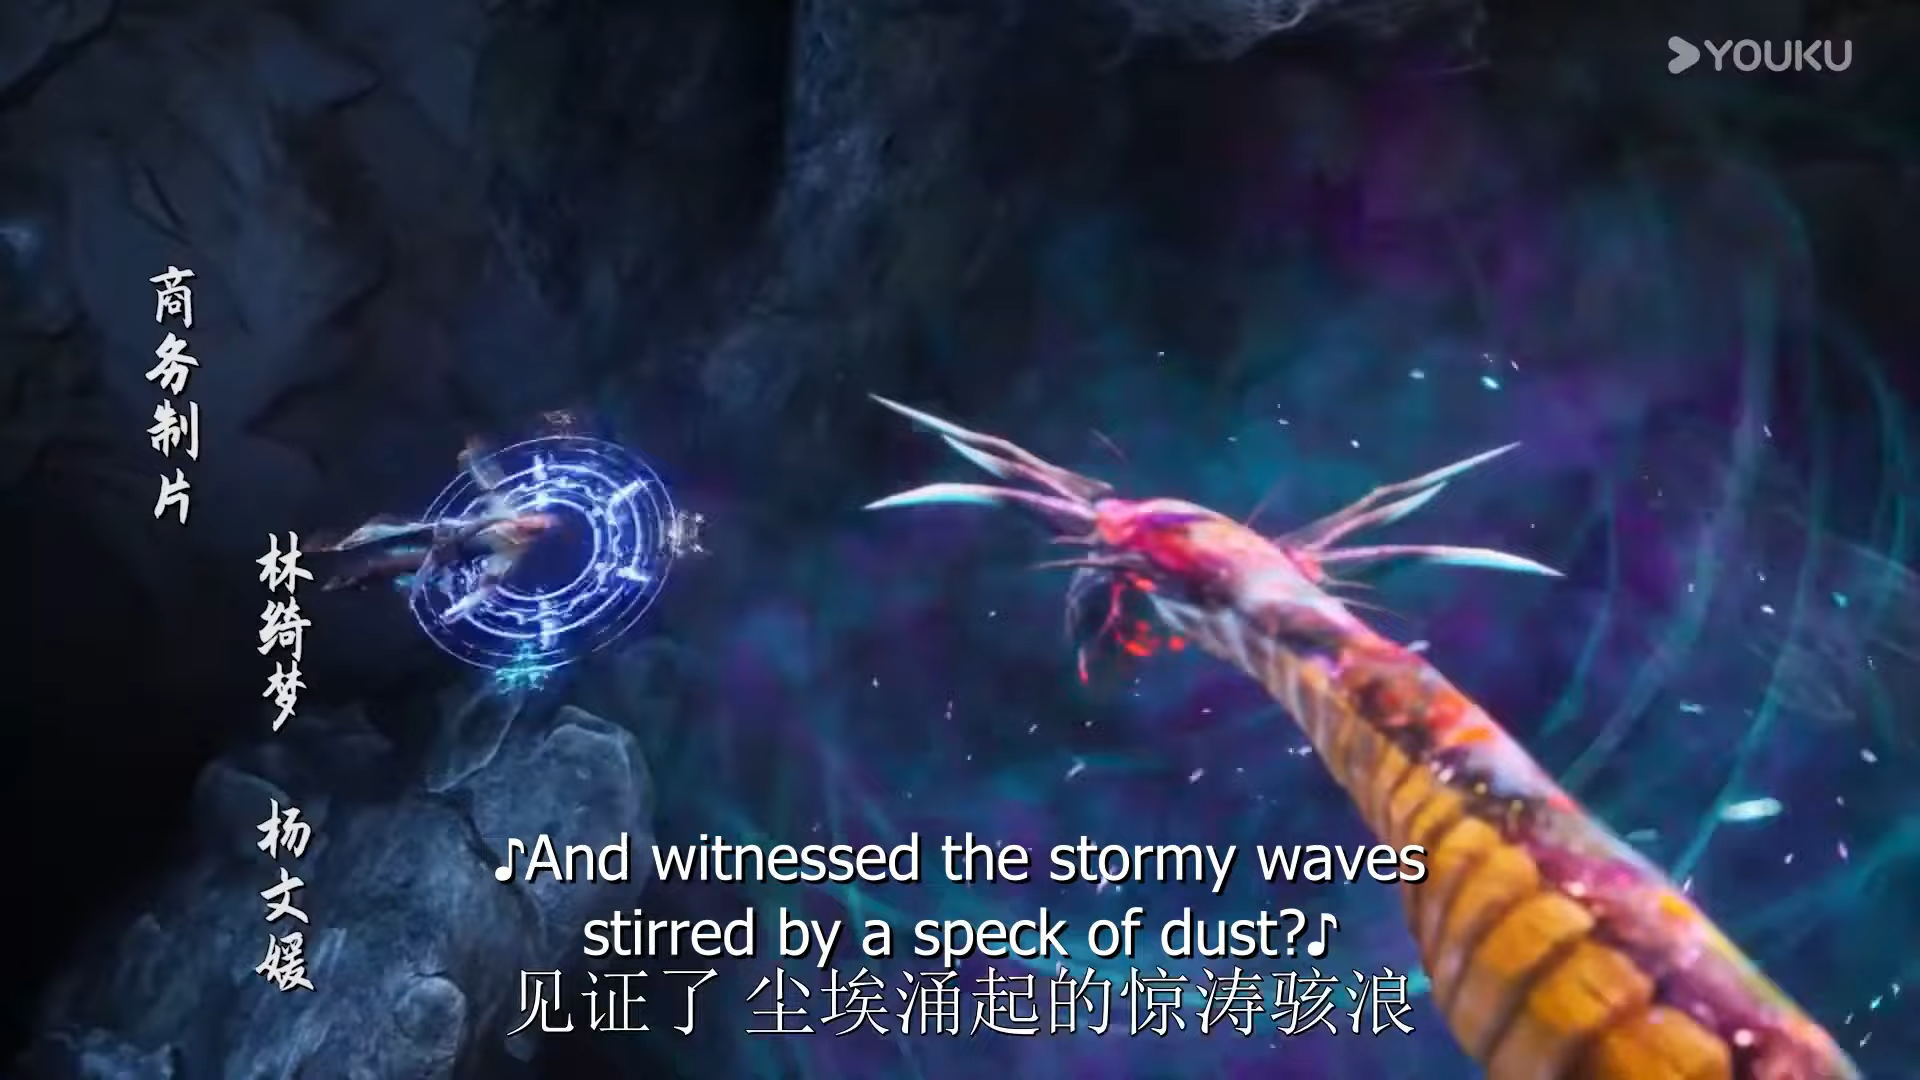 YOUKU
商务制片
林绮梦
杨文媛
♪And witnessed the stormy waves
stirred by a speck of dust?♪
见证了 尘埃涌起的惊涛骇浪